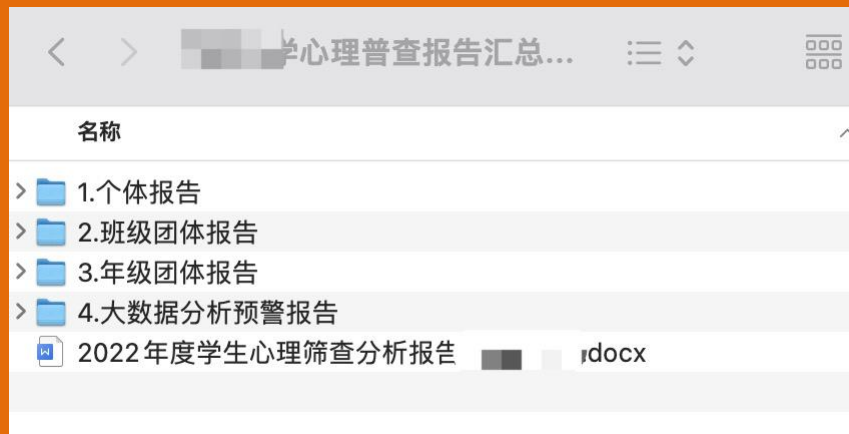 学心理普查报告汇总...
名称
1.个体报告
2.班级团体报告
3.年级团体报告
4.大数据分析预警报告
2022年度学生心理筛查分析报告 docx